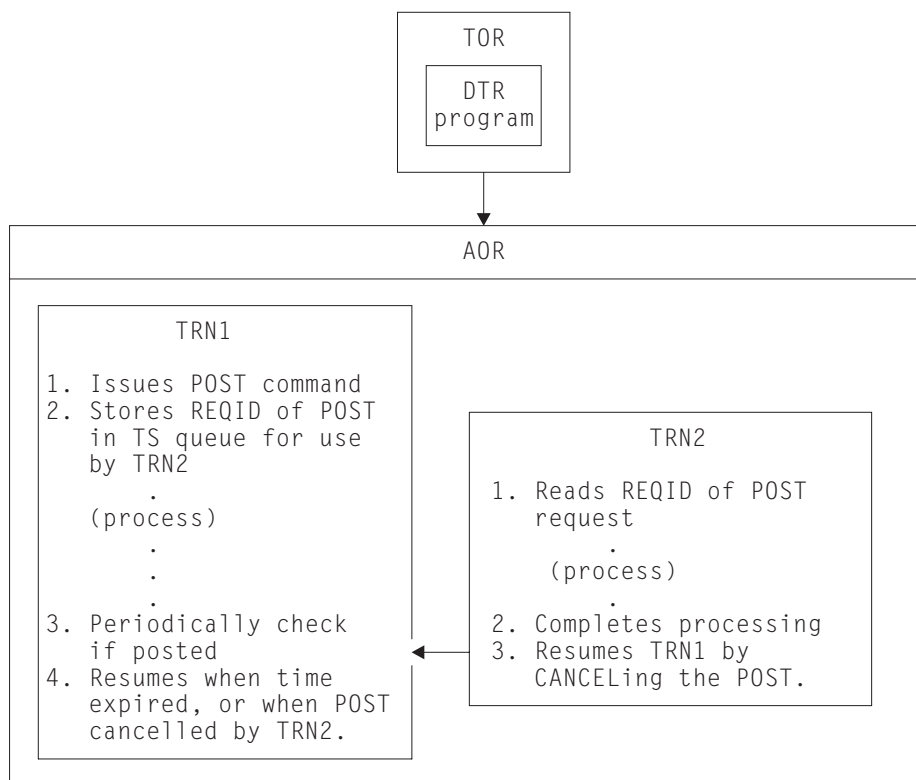 TOR
DTR
program
AOR
TRN1
1. Issues POST command
2. Stores REQID of POST
in TS queue for use
by TRN2
.
(process)
.
.
.
3. Periodically check
if posted
4. Resumes when time
expired, or when POST
cancelled by TRN2.
TRN2
1. Reads REQID of POST
request
.
(process)
.
2. Completes processing
3. Resumes TRN1 by
CANCELing the POST.